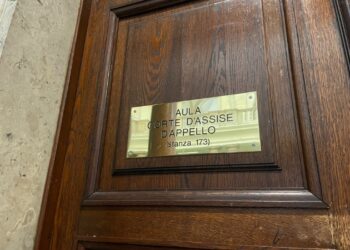 AULA
CORTE D'ASSISE
D'APPELLO
(Stanza 173)